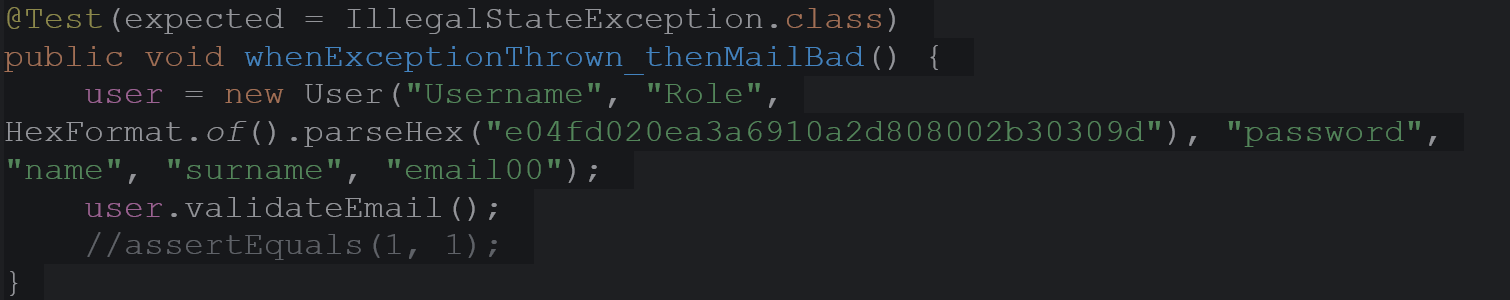 @Test(expected = IllegalStateException.class)
public void whenExceptionThrown_thenMailBad() {
    user = new User("Username", "Role",
HexFormat.of().parseHex("e04fd020ea3a6910a2d808002b30309d"), "password",
"name", "surname", "email00");
    user.validateEmail();
    //assertEquals(1, 1);
}